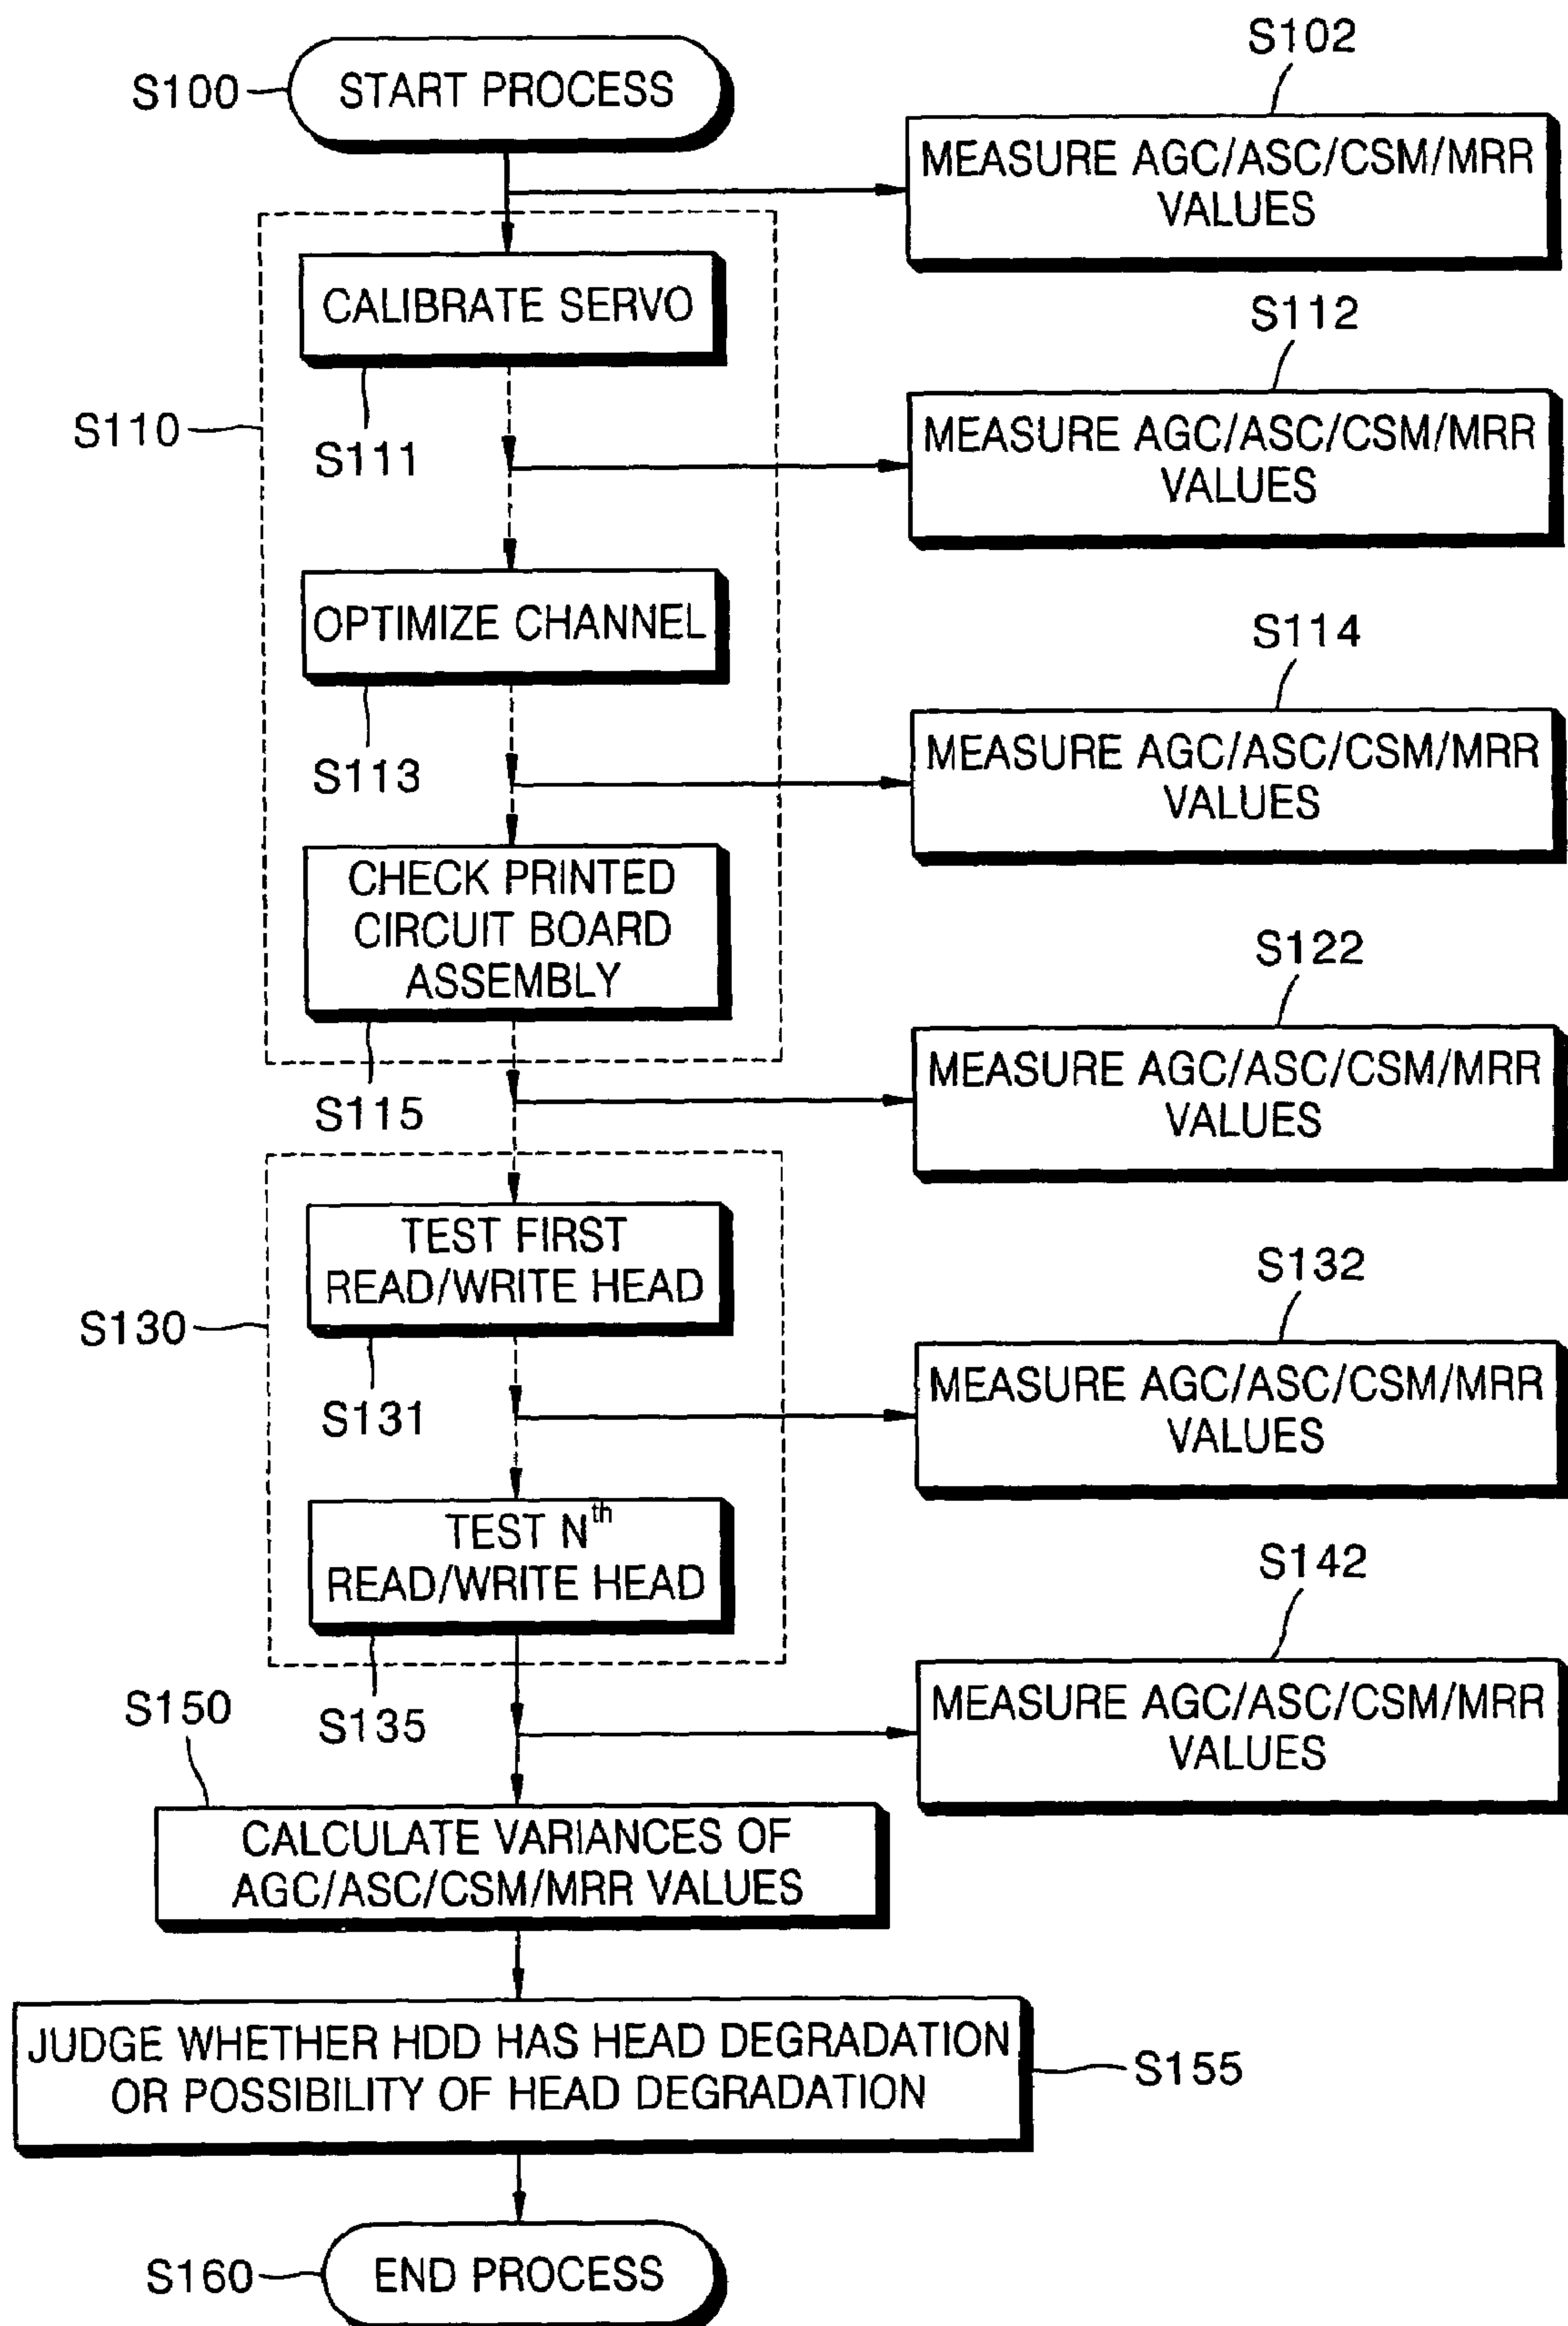 S100
START PROCESS
S102
MEASURE AGC/ASC/CSM/MRR
VALUES
S110
CALIBRATE SERVO
S111
S112
MEASURE AGC/ASC/CSM/MRR
VALUES
OPTIMIZE CHANNEL
S113
S114
MEASURE AGC/ASC/CSM/MRR
VALUES
CHECK PRINTED
CIRCUIT BOARD
ASSEMBLY
S115
S122
MEASURE AGC/ASC/CSM/MRR
VALUES
S130
TEST FIRST
READ/WRITE HEAD
S131
S132
MEASURE AGC/ASC/CSM/MRR
VALUES
TEST Nth
READ/WRITE HEAD
S135
S142
MEASURE AGC/ASC/CSM/MRR
VALUES
S150
CALCULATE VARIANCES OF
AGC/ASC/CSM/MRR VALUES
JUDGE WHETHER HDD HAS HEAD DEGRADATION
OR POSSIBILITY OF HEAD DEGRADATION
S155
S160
END PROCESS